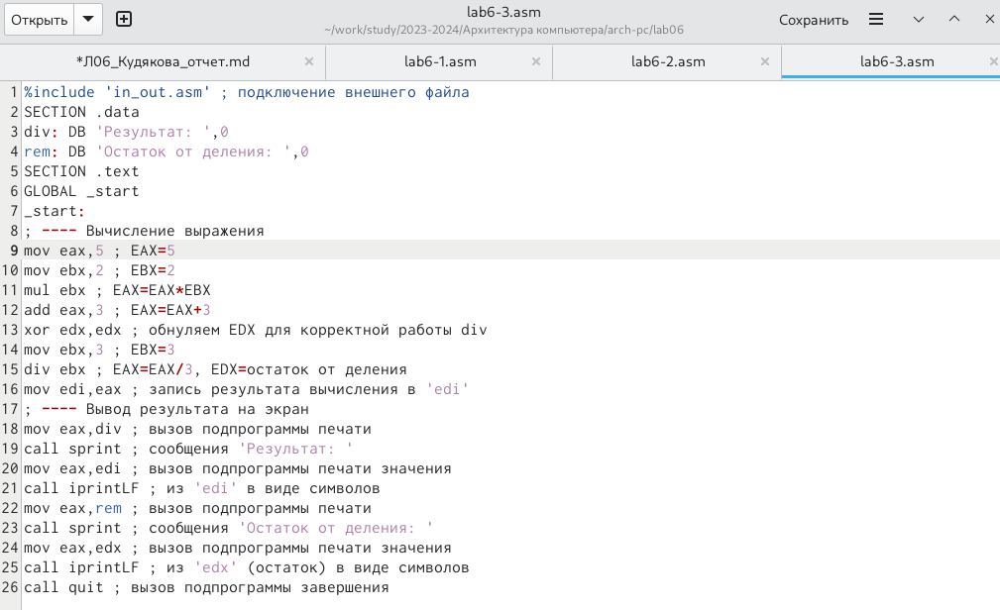 Открыть
lab6-3.asm
~/work/study/2023-2024/Архитектура компьютера/arch-pc/lab06
Сохранить
*Л06_Кудякова_отчет.md
lab6-1.asm
lab6-2.asm
lab6-3.asm
1 %include 'in_out.asm' ; подключение внешнего файла
2 SECTION .data
3 div: DB 'Результат: ',0
4 rem: DB 'Остаток от деления: ',0
5 SECTION .text
6 GLOBAL _start
7 _start:
8 ; ---- Вычисление выражения
9 mov eax,5 ; EAX=5
10 mov ebx,2 ; EBX=2
11 mul ebx ; EAX=EAX*EBX
12 add eax,3 ; EAX=EAX+3
13 xor edx,edx ; обнуляем EDX для корректной работы div
14 mov ebx,3 ; EBX=3
15 div ebx ; EAX=EAX/3, EDX=остаток от деления
16 mov edi,eax ; запись результата вычисления в 'edi'
17 ; ---- Вывод результата на экран
18 mov eax,div ; вызов подпрограммы печати
19 call sprint ; сообщения 'Результат: '
20 mov eax,edi ; вызов подпрограммы печати значения
21 call iprintLF ; из 'edi' в виде символов
22 mov eax,rem ; вызов подпрограммы печати
23 call sprint ; сообщения 'Остаток от деления: '
24 mov eax,edx ; вызов подпрограммы печати значения
25 call iprintLF ; из 'edx' (остаток) в виде символов
26 call quit ; вызов подпрограммы завершения